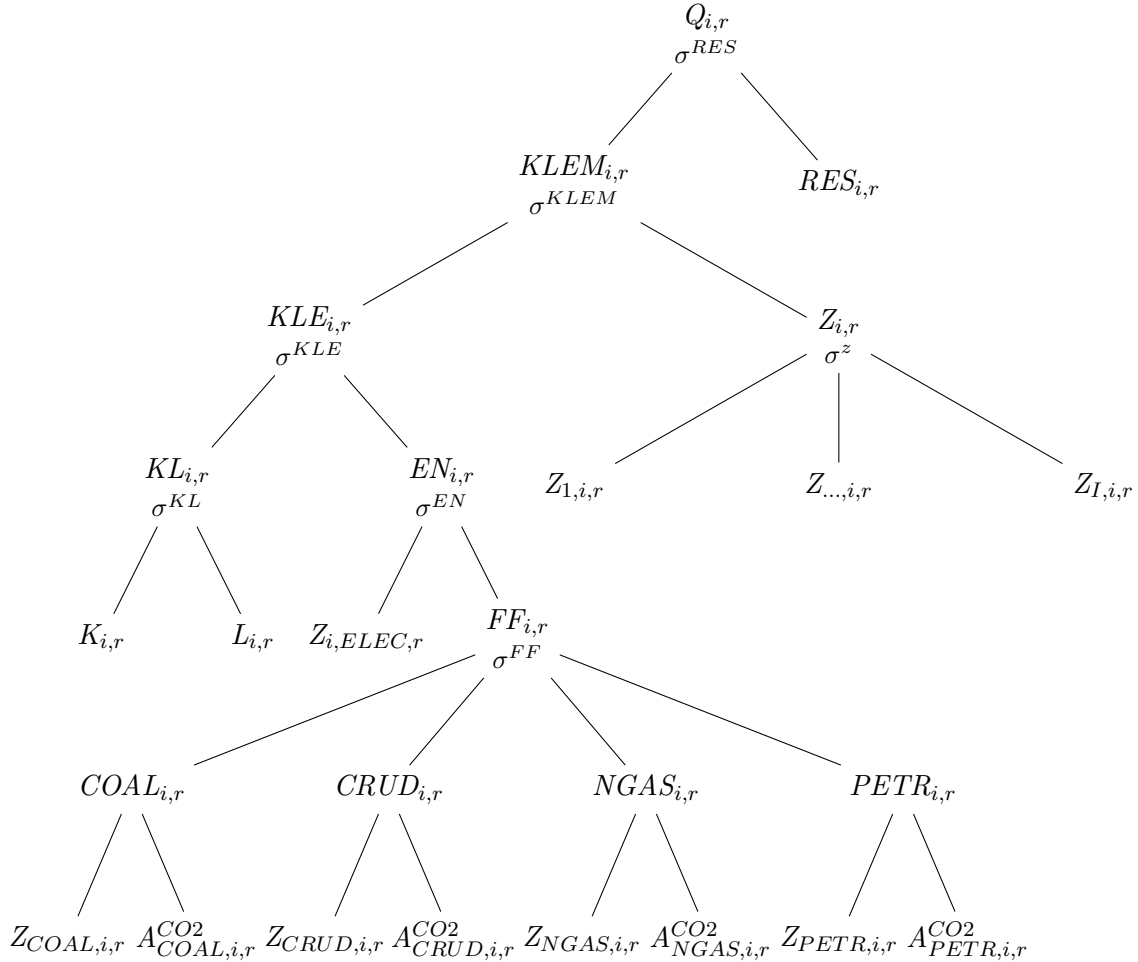 Q_{i,r}
σ^{RES}
KLEM_{i,r}
σ^{KLEM}
RES_{i,r}
KLE_{i,r}
σ^{KLE}
Z_{i,r}
σ^{z}
KL_{i,r}
σ^{KL}
EN_{i,r}
σ^{EN}
Z_{1,i,r} Z_{...,i,r} Z_{I,i,r}
K_{i,r} L_{i,r} Z_{i,ELEC,r}
FF_{i,r}
σ^{FF}
COAL_{i,r} CRUD_{i,r} NGAS_{i,r} PETR_{i,r}
Z_{COAL,i,r} A^{CO2}_{COAL,i,r} Z_{CRUD,i,r} A^{CO2}_{CRUD,i,r} Z_{NGAS,i,r} A^{CO2}_{NGAS,i,r} Z_{PETR,i,r} A^{CO2}_{PETR,i,r}